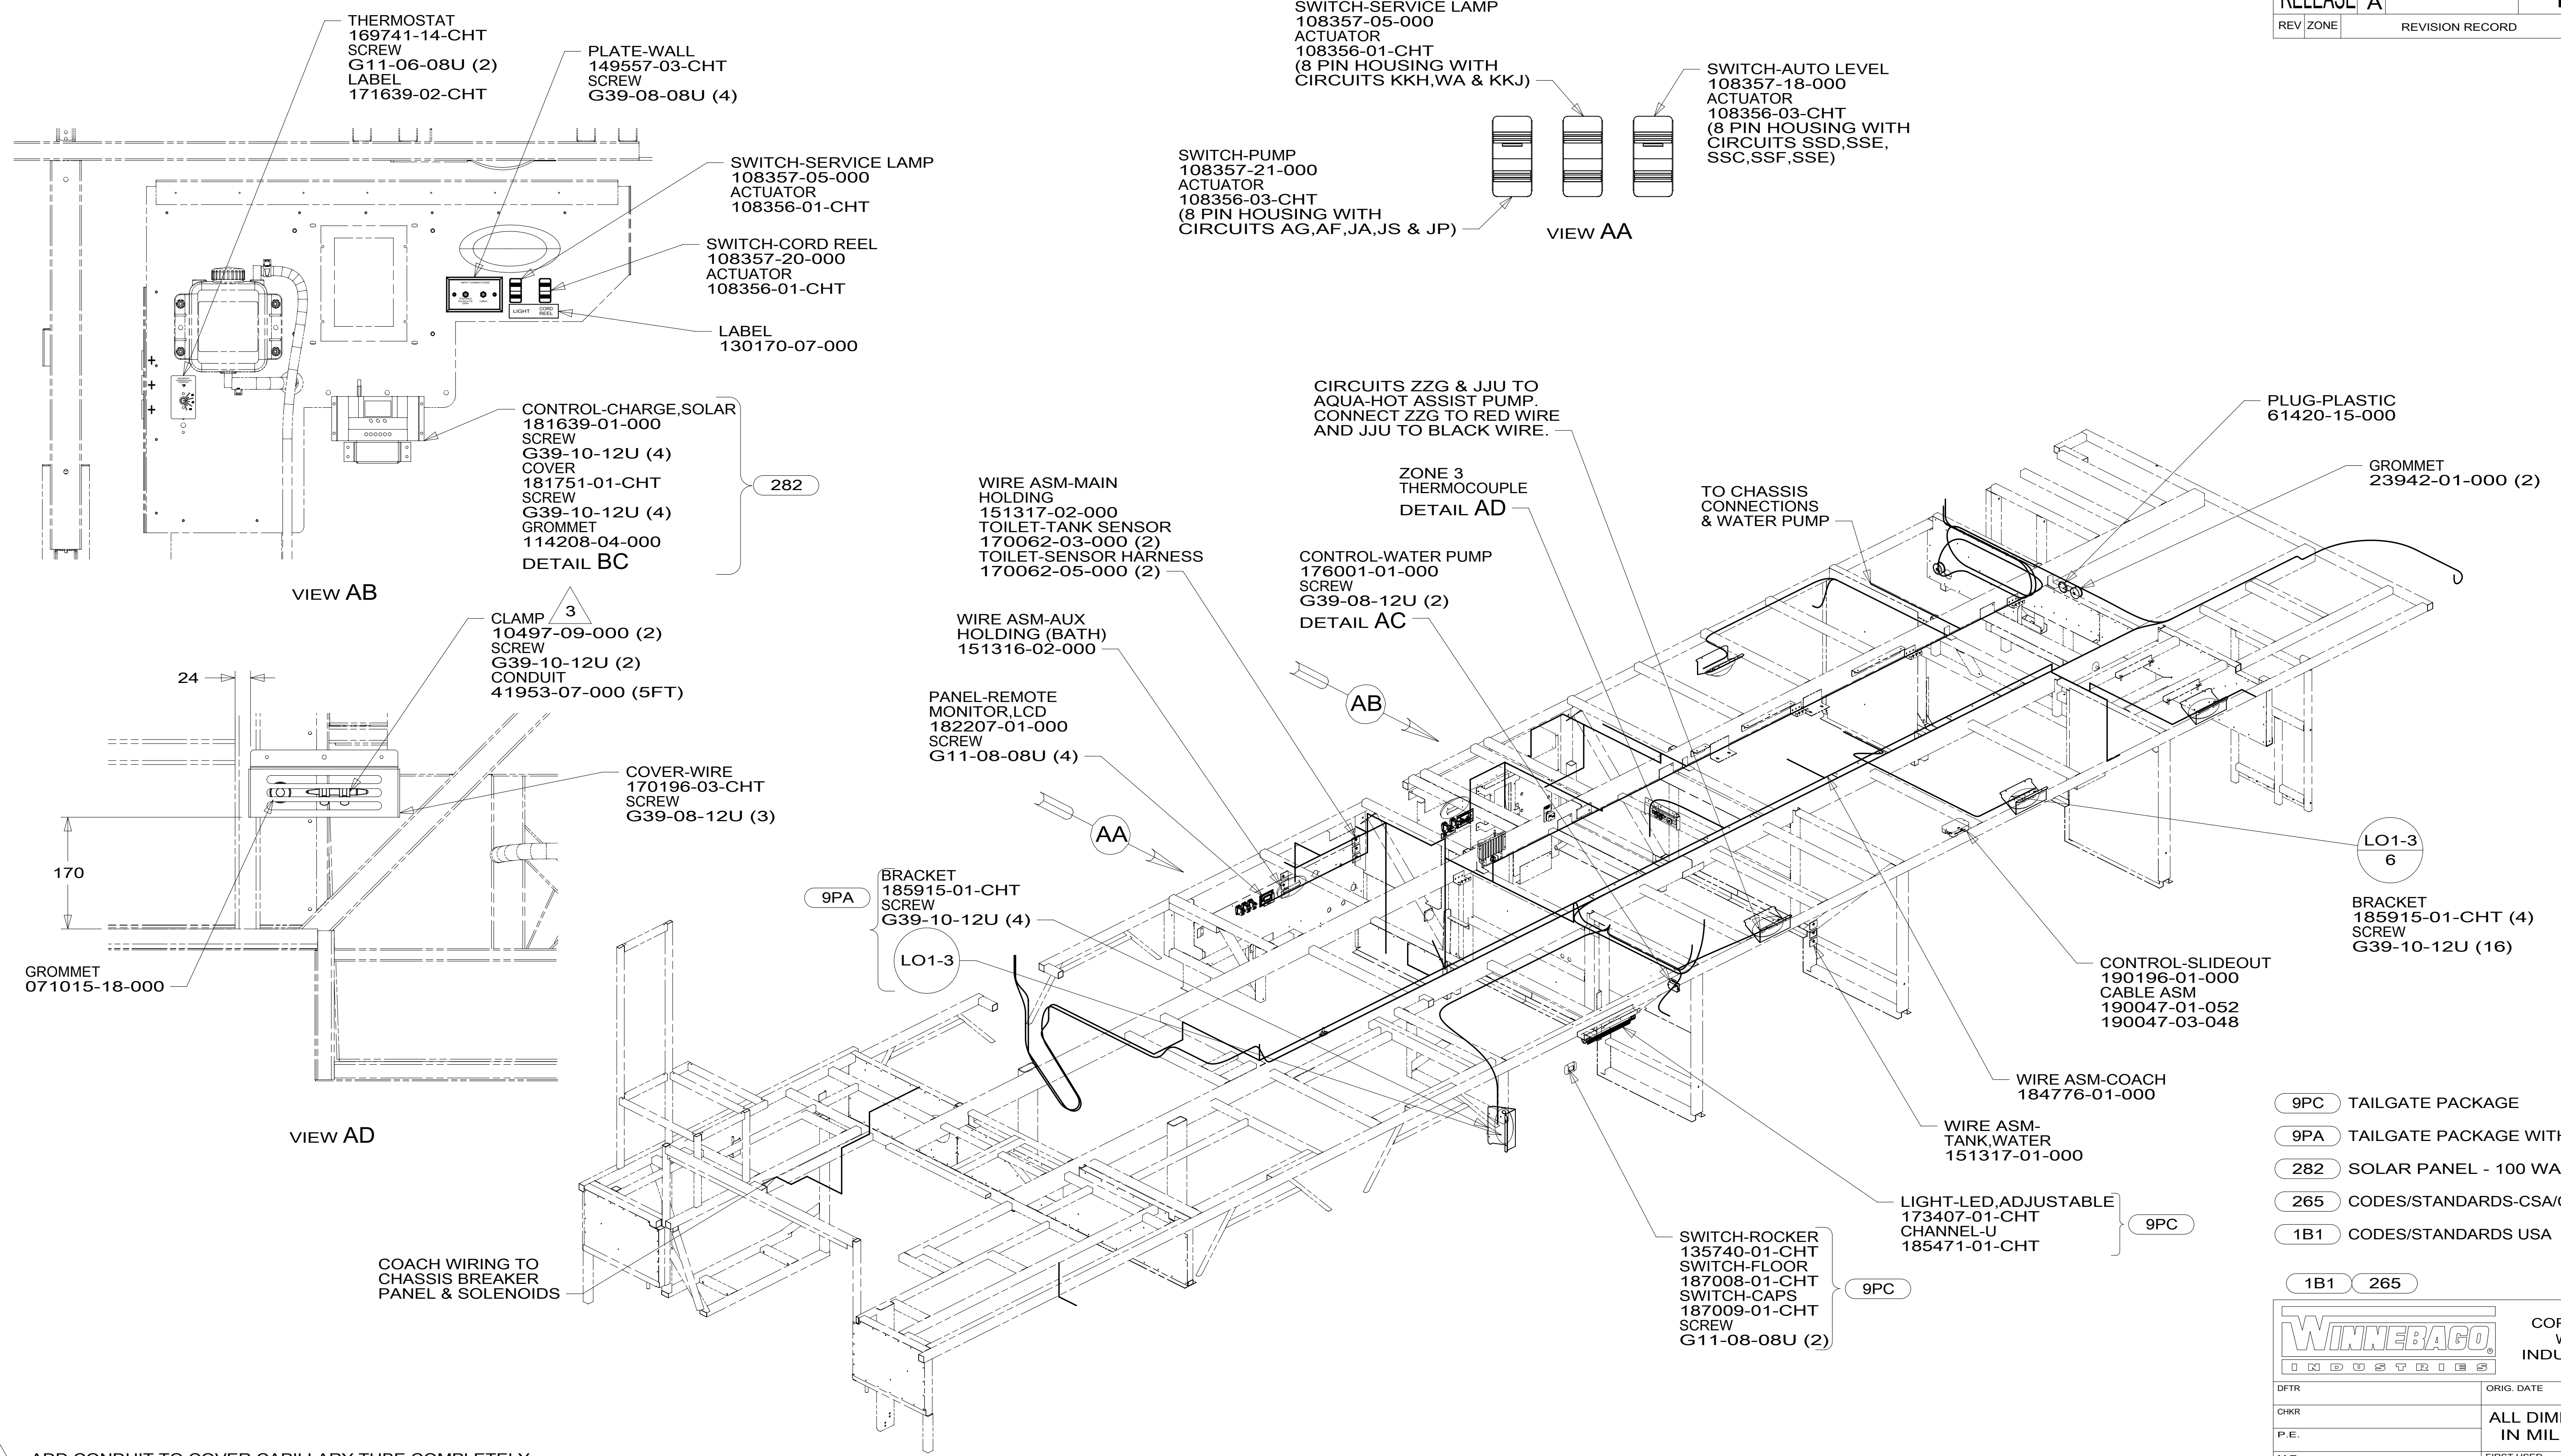 THERMOSTAT
169741-14-CHT
SCREW
G11-06-08U (2)
LABEL
171639-02-CHT
PLATE-WALL
149557-03-CHT
SCREW
G39-08-08U (4)
SWITCH-SERVICE LAMP
108357-05-000
ACTUATOR
108356-01-CHT
SWITCH-CORD REEL
108357-20-000
ACTUATOR
108356-01-CHT
LIGHT
CORD
REEL
LABEL
130170-07-000
CONTROL-CHARGE,SOLAR
181639-01-000
SCREW
G39-10-12U (4)
COVER
181751-01-CHT
SCREW
G39-10-12U (4)
GROMMET
114208-04-000
DETAIL BC
282
VIEW AB
CLAMP
3
10497-09-000 (2)
SCREW
G39-10-12U (2)
CONDUIT
41953-07-000 (5FT)
24
COVER-WIRE
170196-03-CHT
SCREW
G39-08-12U (3)
170
GROMMET
071015-18-000
VIEW AD
SWITCH-SERVICE LAMP
108357-05-000
ACTUATOR
108356-01-CHT
(8 PIN HOUSING WITH
CIRCUITS KKH,WA & KKJ)
SWITCH-AUTO LEVEL
108357-18-000
ACTUATOR
108356-03-CHT
(8 PIN HOUSING WITH
CIRCUITS SSD,SSE,
SSC,SSF,SSE)
SWITCH-PUMP
108357-21-000
ACTUATOR
108356-03-CHT
(8 PIN HOUSING WITH
CIRCUITS AG,AF,JA,JS & JP)
VIEW AA
RELEASE A
REV ZONE REVISION RECORD
CIRCUITS ZZG & JJU TO
AQUA-HOT ASSIST PUMP.
CONNECT ZZG TO RED WIRE
AND JJU TO BLACK WIRE.
ZONE 3
THERMOCOUPLE
DETAIL AD
WIRE ASM-MAIN
HOLDING
151317-02-000
TOILET-TANK SENSOR
170062-03-000 (2)
TOILET-SENSOR HARNESS
170062-05-000 (2)
CONTROL-WATER PUMP
176001-01-000
SCREW
G39-08-12U (2)
DETAIL AC
TO CHASSIS
CONNECTIONS
& WATER PUMP
PLUG-PLASTIC
61420-15-000
GROMMET
23942-01-000 (2)
WIRE ASM-AUX
HOLDING (BATH)
151316-02-000
PANEL-REMOTE
MONITOR,LCD
182207-01-000
SCREW
G11-08-08U (4)
AB
AA
9PA
BRACKET
185915-01-CHT
SCREW
G39-10-12U (4)
LO1-3
LO1-3
6
BRACKET
185915-01-CHT (4)
SCREW
G39-10-12U (16)
CONTROL-SLIDEOUT
190196-01-000
CABLE ASM
190047-01-052
190047-03-048
WIRE ASM-COACH
184776-01-000
WIRE ASM-
TANK,WATER
151317-01-000
LIGHT-LED,ADJUSTABLE
173407-01-CHT
CHANNEL-U
185471-01-CHT
9PC
SWITCH-ROCKER
135740-01-CHT
SWITCH-FLOOR
187008-01-CHT
SWITCH-CAPS
187009-01-CHT
SCREW
G11-08-08U (2)
9PC
COACH WIRING TO
CHASSIS BREAKER
PANEL & SOLENOIDS
9PC TAILGATE PACKAGE
9PA TAILGATE PACKAGE WITH
282 SOLAR PANEL - 100 WA
265 CODES/STANDARDS-CSA/
1B1 CODES/STANDARDS USA
1B1 265
WINNEBAGO
INDUSTRIES
DFTR
ORIG. DATE
CHKR
P.E.
ALL DIM
IN MIL
ADD CONDUIT TO COVER CAPILLARY TUBE COMPLETELY